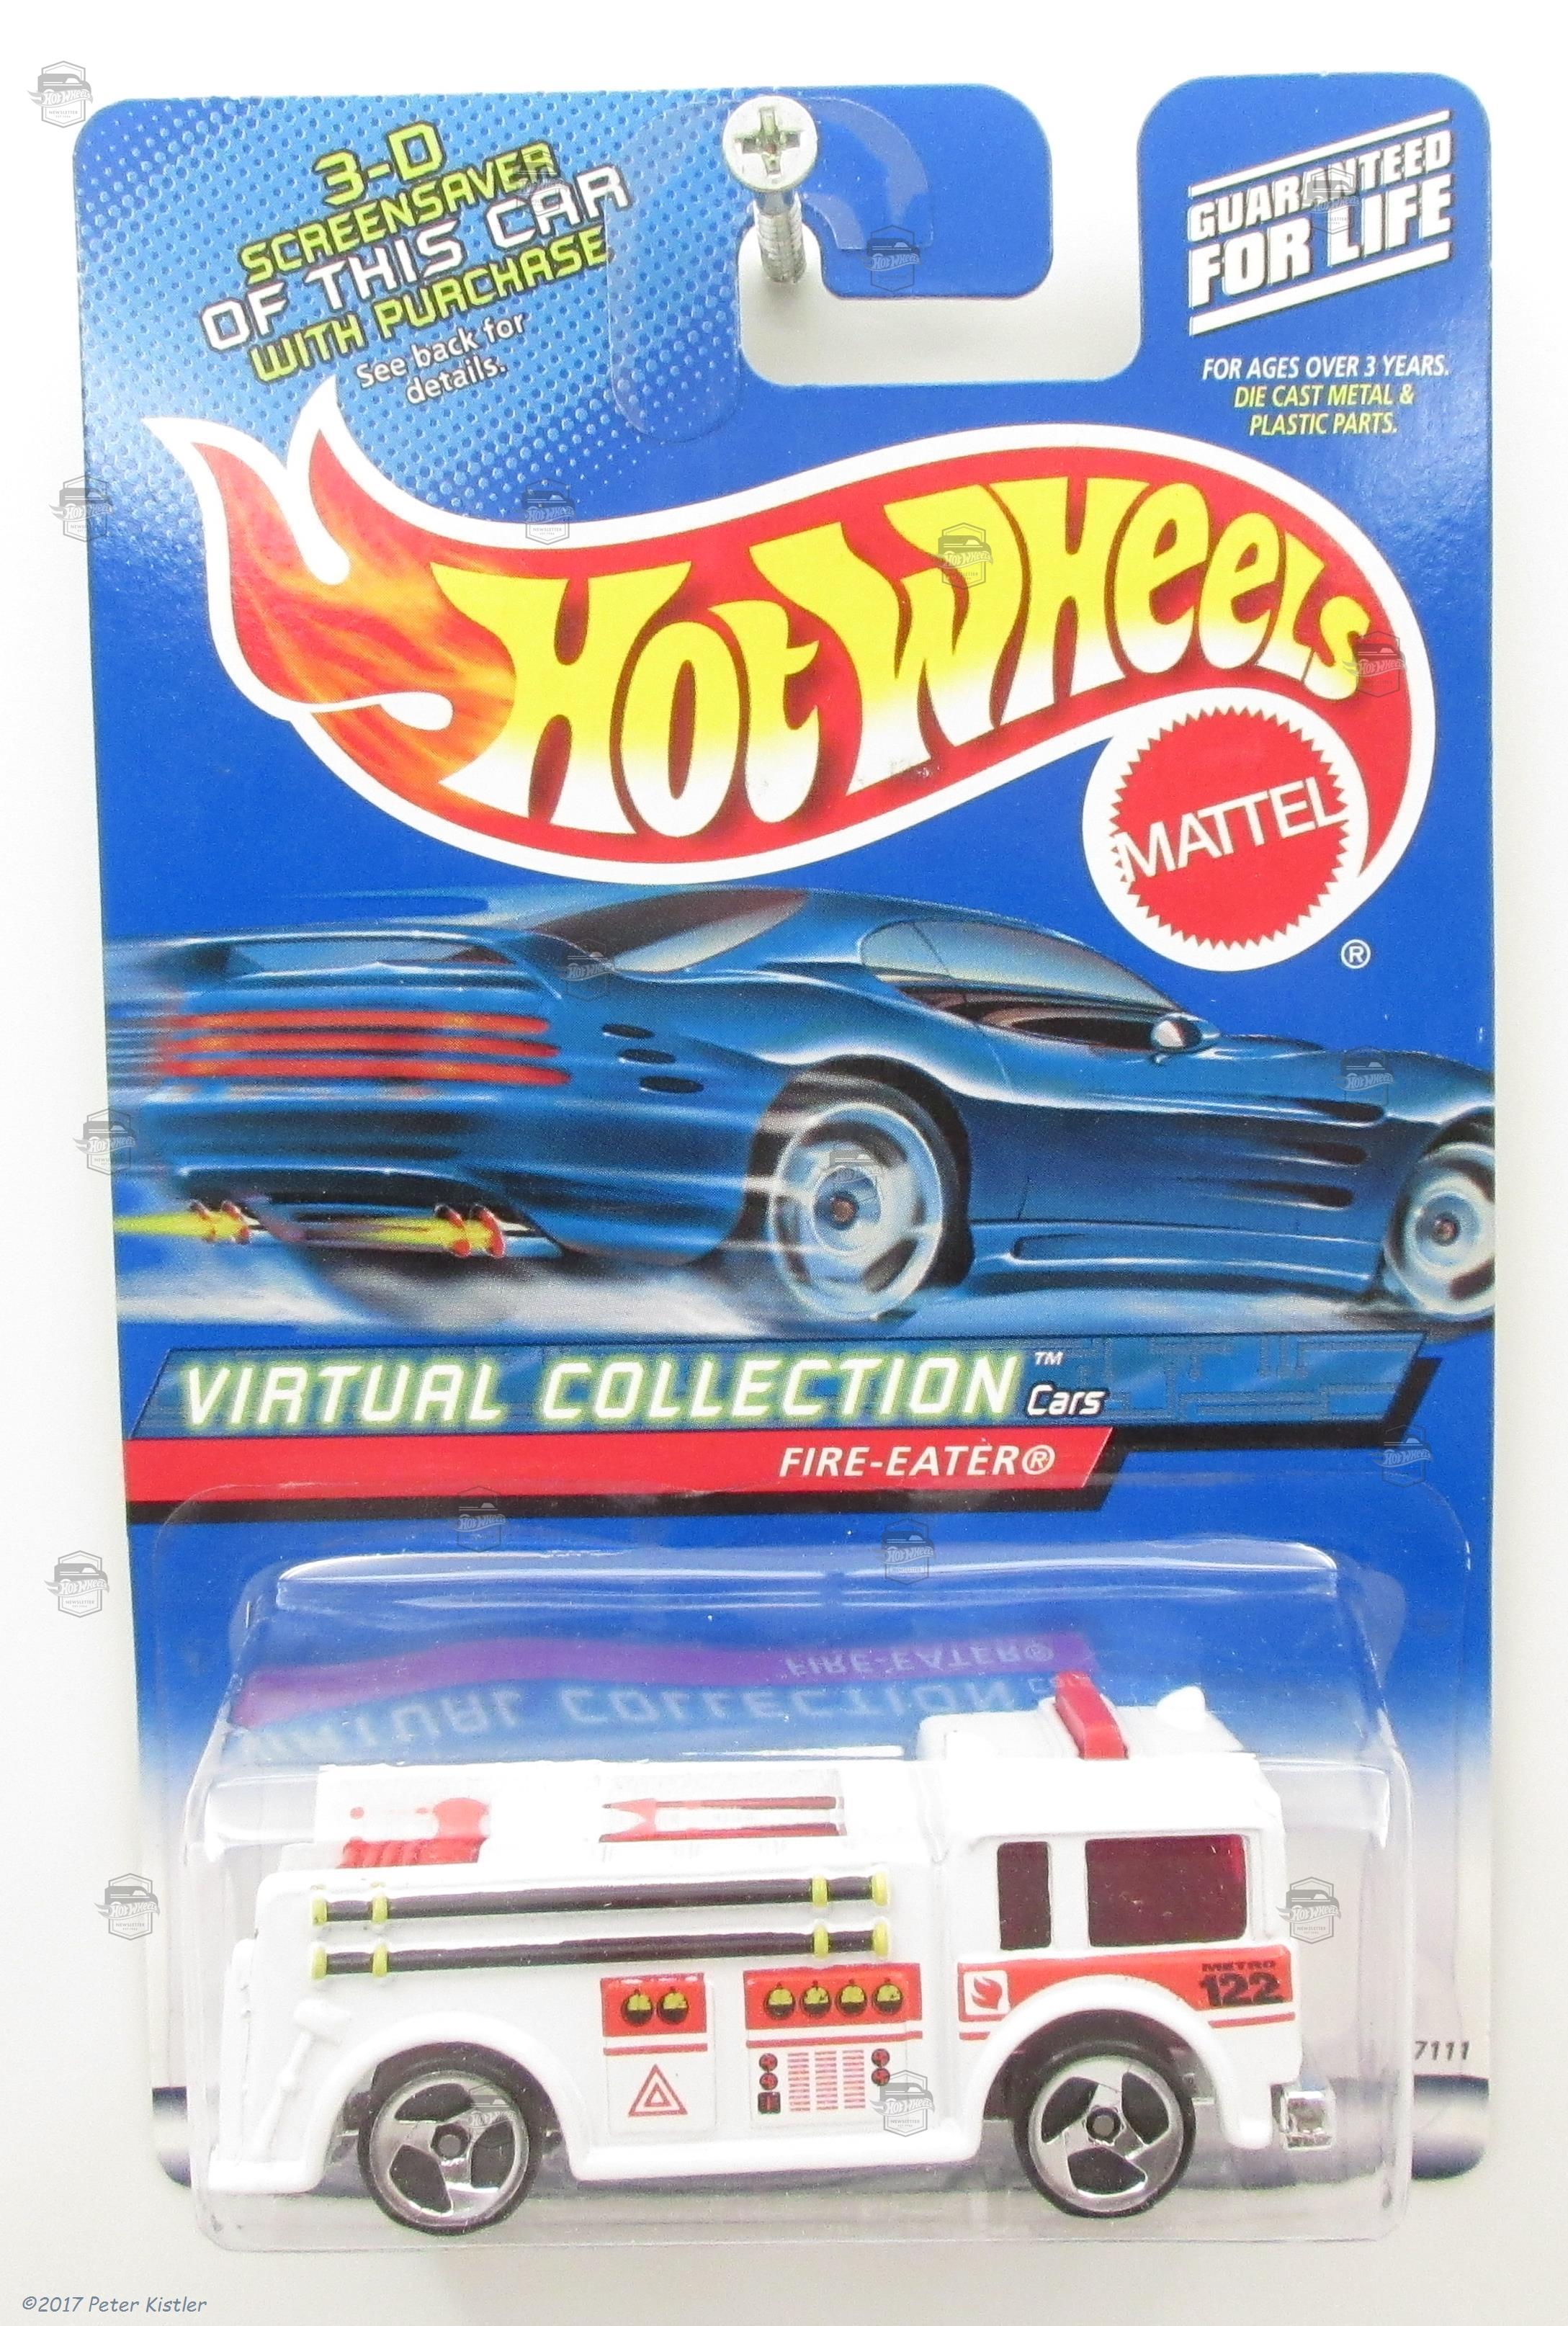 3-D
SCREENSAVER
OF THIS CAR
WITH PURCHASE
See back for
details.
GUARANTEED
FOR LIFE
FOR AGES OVER 3 YEARS.
DIE CAST METAL &
PLASTIC PARTS.
Hot Wheels
MATTEL
®
VIRTUAL COLLECTION™
Cars
FIRE-EATER®
METRO
122
7111
©2017 Peter Kistler